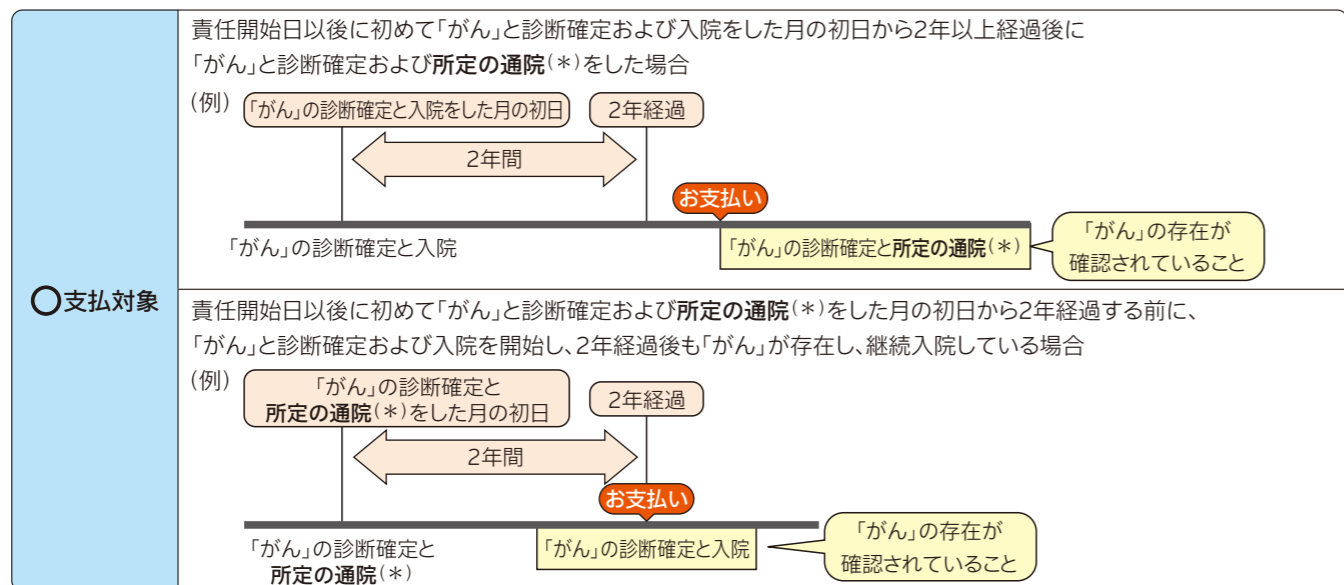 責任開始日以後に初めて「がん」と診断確定および入院をした月の初日から2年以上経過後に
「がん」と診断確定および所定の通院(＊)をした場合
(例)
「がん」の診断確定と入院をした月の初日
2年経過
2年間
お支払い
「がん」の診断確定と入院
「がん」の診断確定と所定の通院(＊)
「がん」の存在が
確認されていること
○支払対象
責任開始日以後に初めて「がん」と診断確定および所定の通院(＊)をした月の初日から2年経過する前に、
「がん」と診断確定および入院を開始し、2年経過後も「がん」が存在し、継続入院している場合
(例)
「がん」の診断確定と
所定の通院(＊)をした月の初日
2年経過
2年間
お支払い
「がん」の診断確定と
所定の通院(＊)
「がん」の診断確定と入院
「がん」の存在が
確認されていること